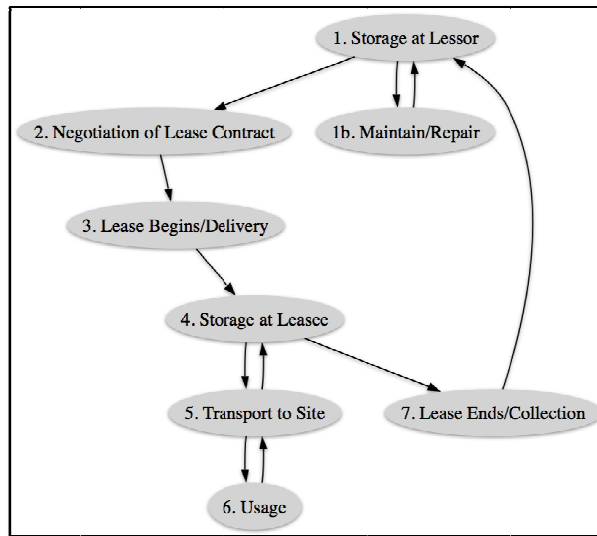 1. Storage at Lessor
2. Negotiation of Lease Contract
1b. Maintain/Repair
3. Lease Begins/Delivery
4. Storage at Leasee
5. Transport to Site
7. Lease Ends/Collection
6. Usage